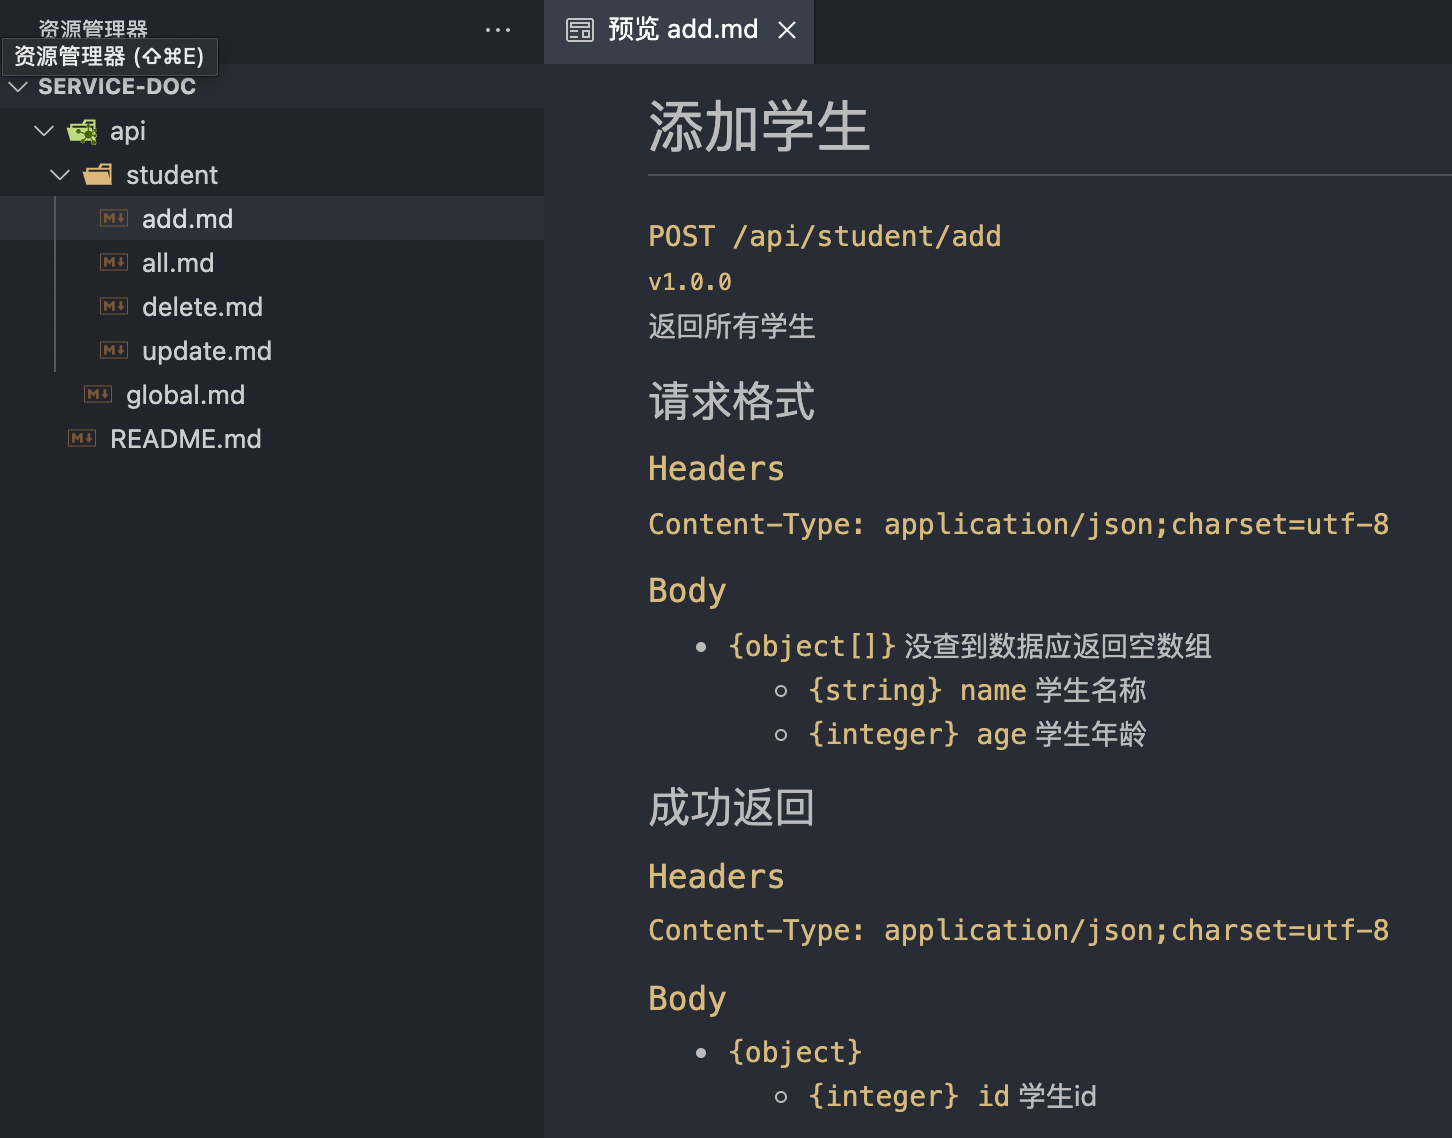 资源管理器
资源管理器 (⇧⌘E)
SERVICE-DOC
api
student
add.md
all.md
delete.md
update.md
global.md
README.md
预览 add.md
添加学生
POST /api/student/add
v1.0.0
返回所有学生
请求格式
Headers
Content-Type: application/json;charset=utf-8
Body
{object[]} 没查到数据应返回空数组
{string} name 学生名称
{integer} age 学生年龄
成功返回
Headers
Content-Type: application/json;charset=utf-8
Body
{object}
{integer} id 学生id